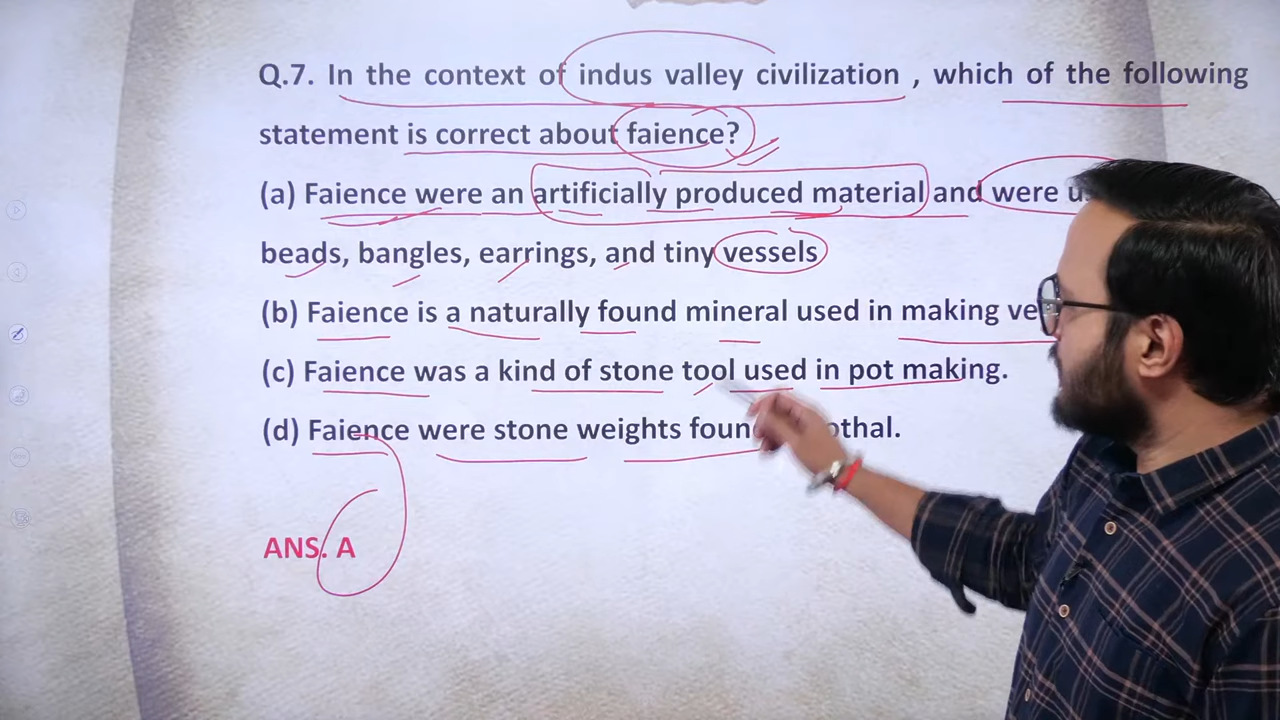 Q.7. In the context of indus valley civilization , which of the following
statement is correct about faience?
(a) Faience were an artificially produced material and were
beads, bangles, earrings, and tiny vessels
(b) Faience is a naturally found mineral used in making
(c) Faience was a kind of stone tool used in pot making.
(d) Faience were stone weights
ANS. A